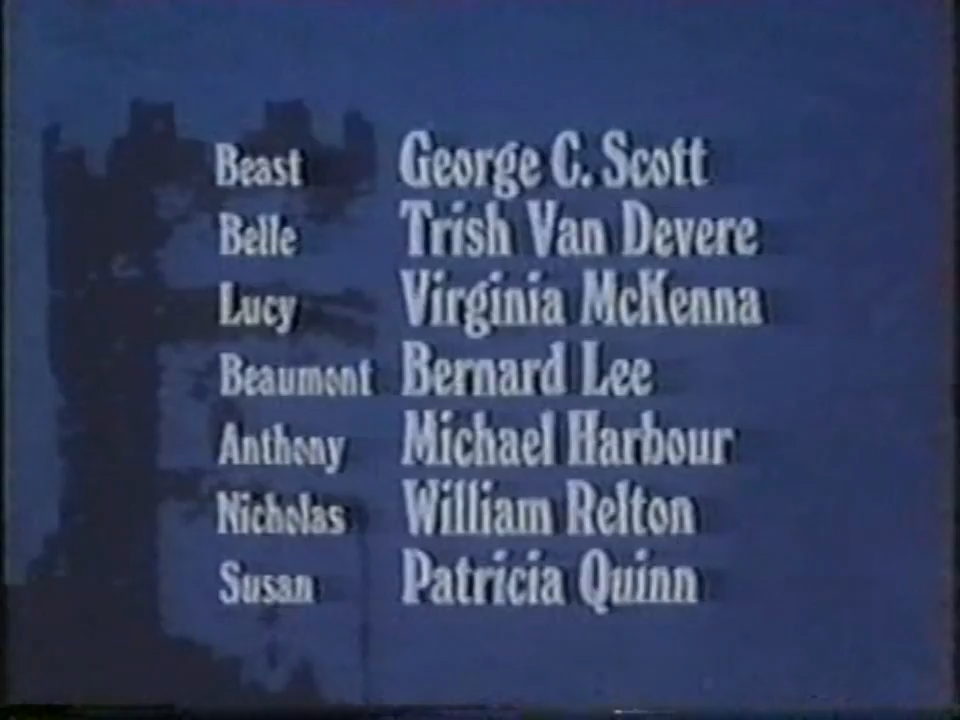 Beast George C. Scott
Belle Trish Van Devere
Lucy Virginia McKenna
Beaumont Bernard Lee
Anthony Michael Harbour
Nicholas William Relton
Susan Patricia Quinn